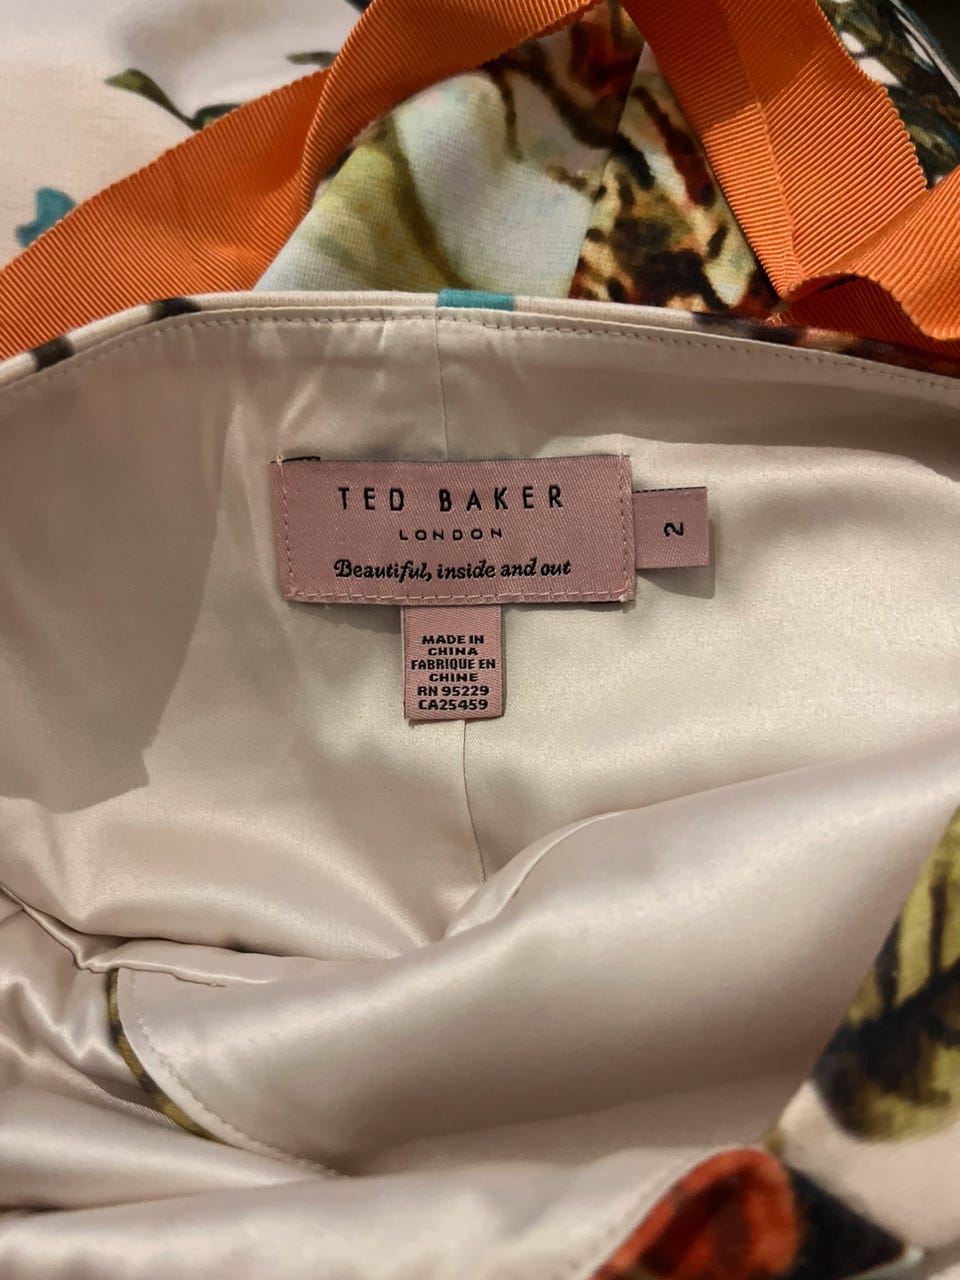 TED BAKER
LONDON
Beautiful, inside and out
2
MADE IN
CHINA
FABRIQUE EN
CHINE
RN 95229
CA25459